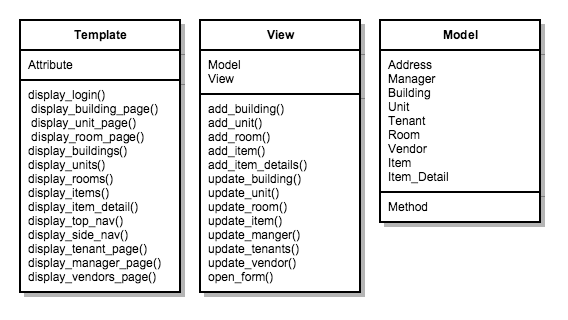 Template
Attribute
display_login()
display_building_page()
display_unit_page()
display_room_page()
display_buildings()
display_units()
display_rooms()
display_items()
display_item_detail()
display_top_nav()
display_side_nav()
display_tenant_page()
display_manager_page()
display_vendors_page()
View
Model
View
add_building()
add_unit()
add_room()
add_item()
add_item_details()
update_building()
update_unit()
update_room()
update_item()
update_manger()
update_tenants()
update_vendor()
open_form()
Model
Address
Manager
Building
Unit
Tenant
Room
Vendor
Item
Item_Detail
Method